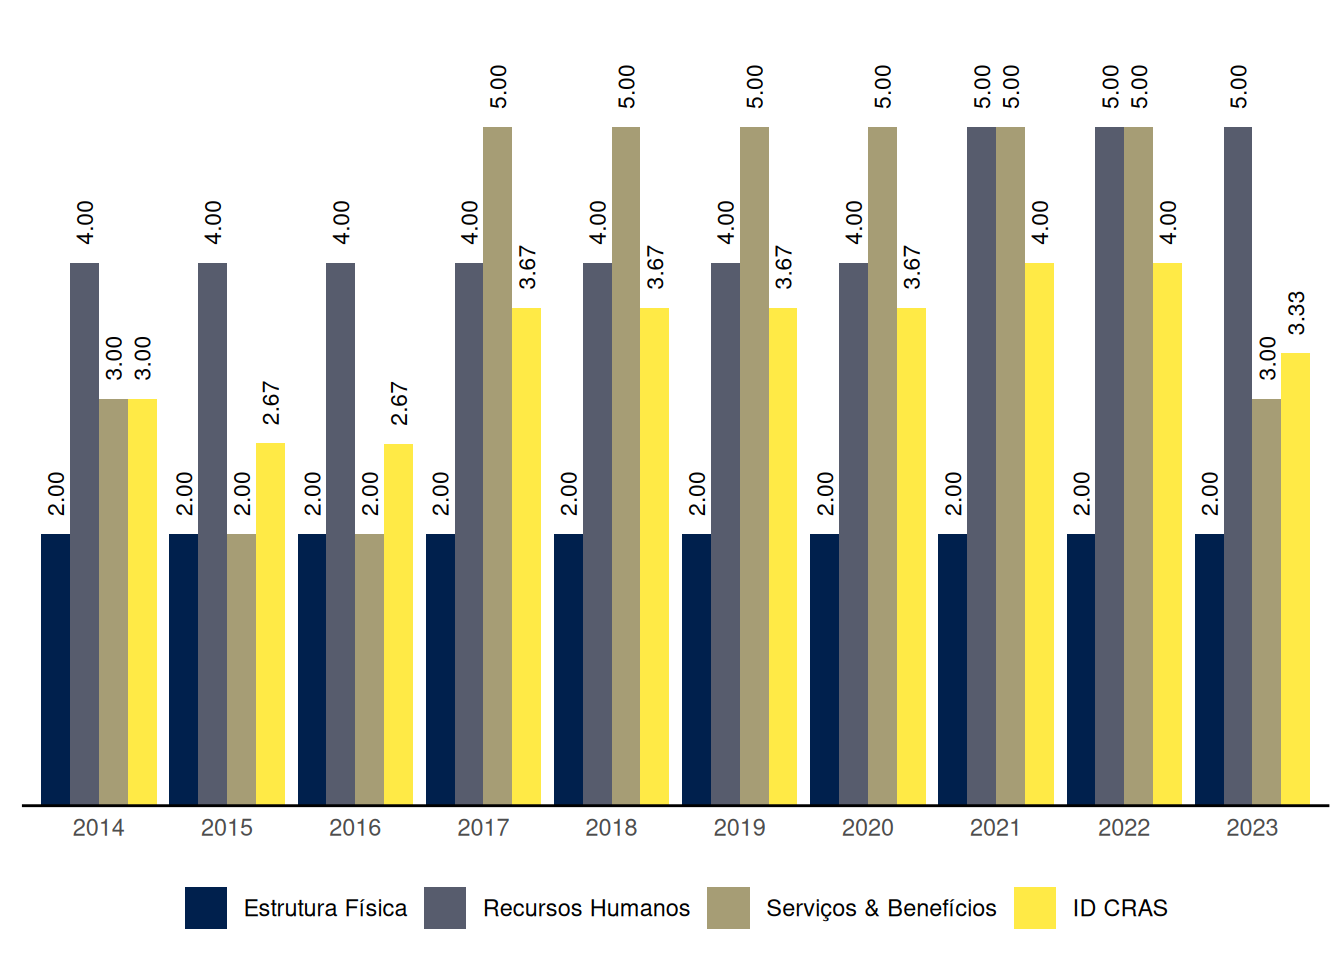 5.00 5.00 5.00 5.00 5.00 5.00 5.00 5.00 5.00
4.00 4.00 4.00 4.00 4.00 4.00 4.00 4.00 4.00
3.67 3.67 3.67 3.67
3.33
3.00 3.00 3.00
2.67 2.67
2.00 2.00 2.00 2.00 2.00 2.00 2.00 2.00 2.00 2.00 2.00 2.00
2014 2015 2016 2017 2018 2019 2020 2021 2022 2023
Estrutura Física Recursos Humanos Serviços & Benefícios ID CRAS